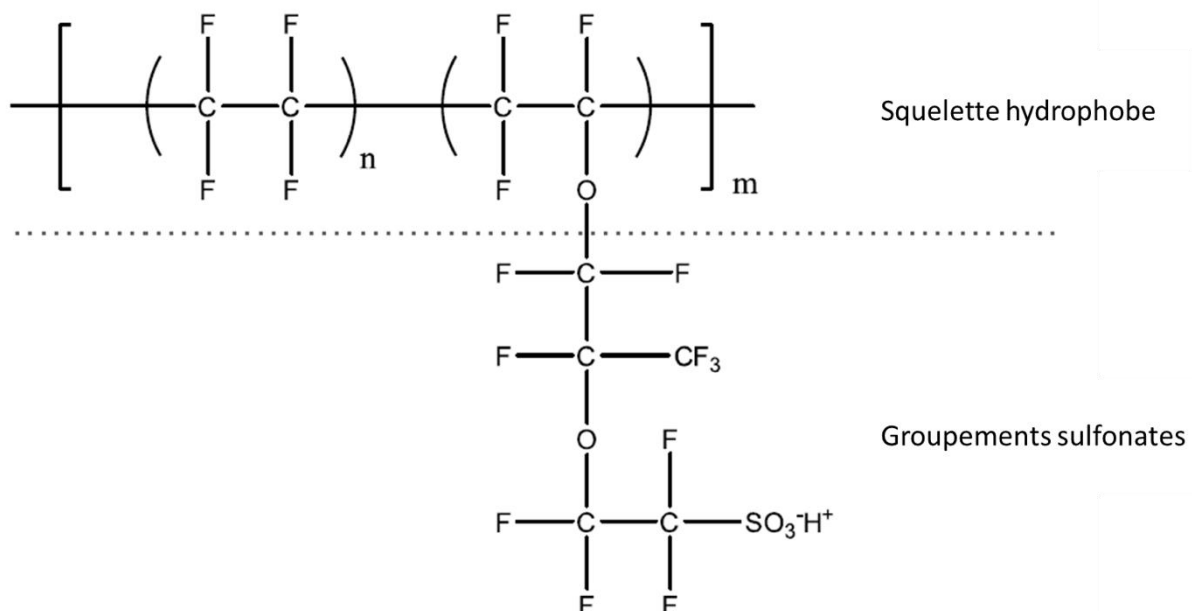 F F F F
C C C C Squelette hydrophobe
n
F F F O m
F C F
F C CF₃
O F Groupements sulfonates
F C C SO₃⁻H⁺
F F